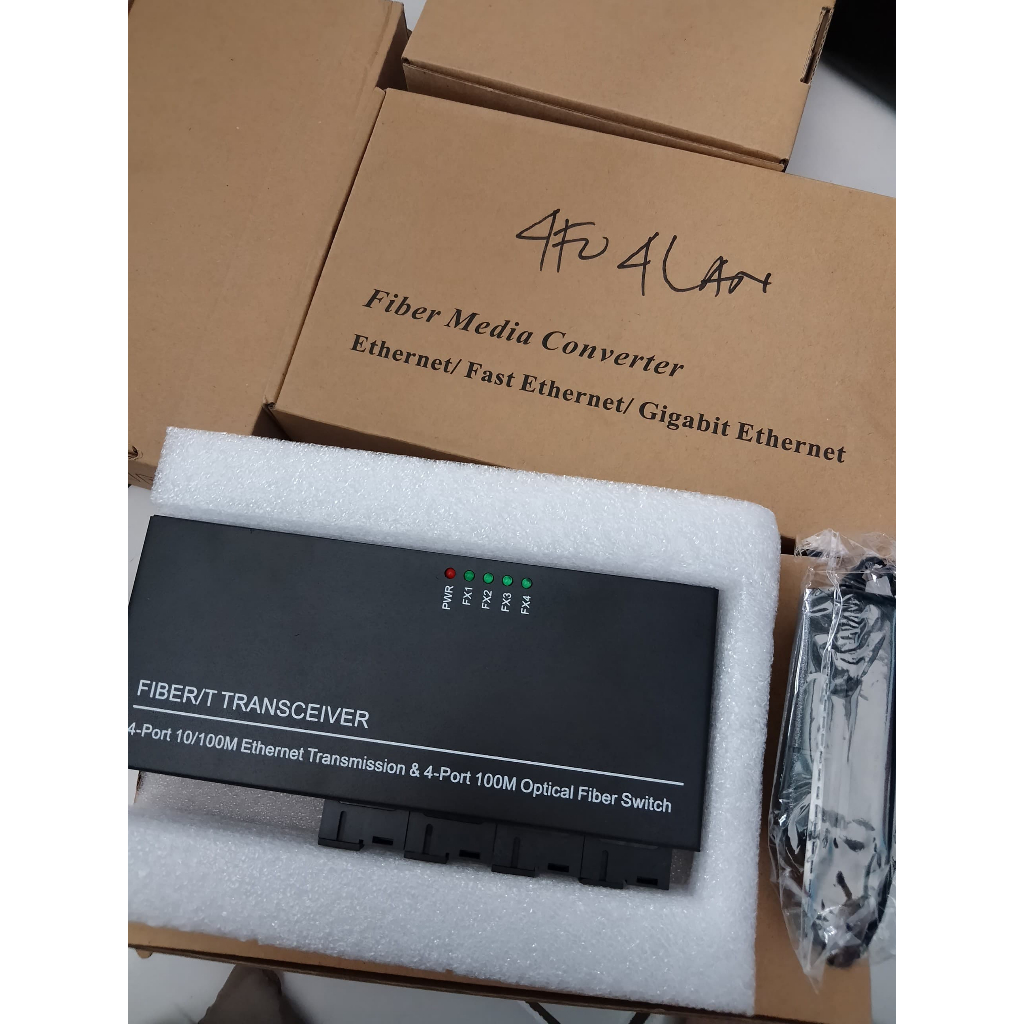 4FO 4LAN
Fiber Media Converter
Ethernet/ Fast Ethernet/ Gigabit Ethernet
PWR FX1 FX2 FX3 FX4
FIBER/T TRANSCEIVER
4-Port 10/100M Ethernet Transmission & 4-Port 100M Optical Fiber Switch